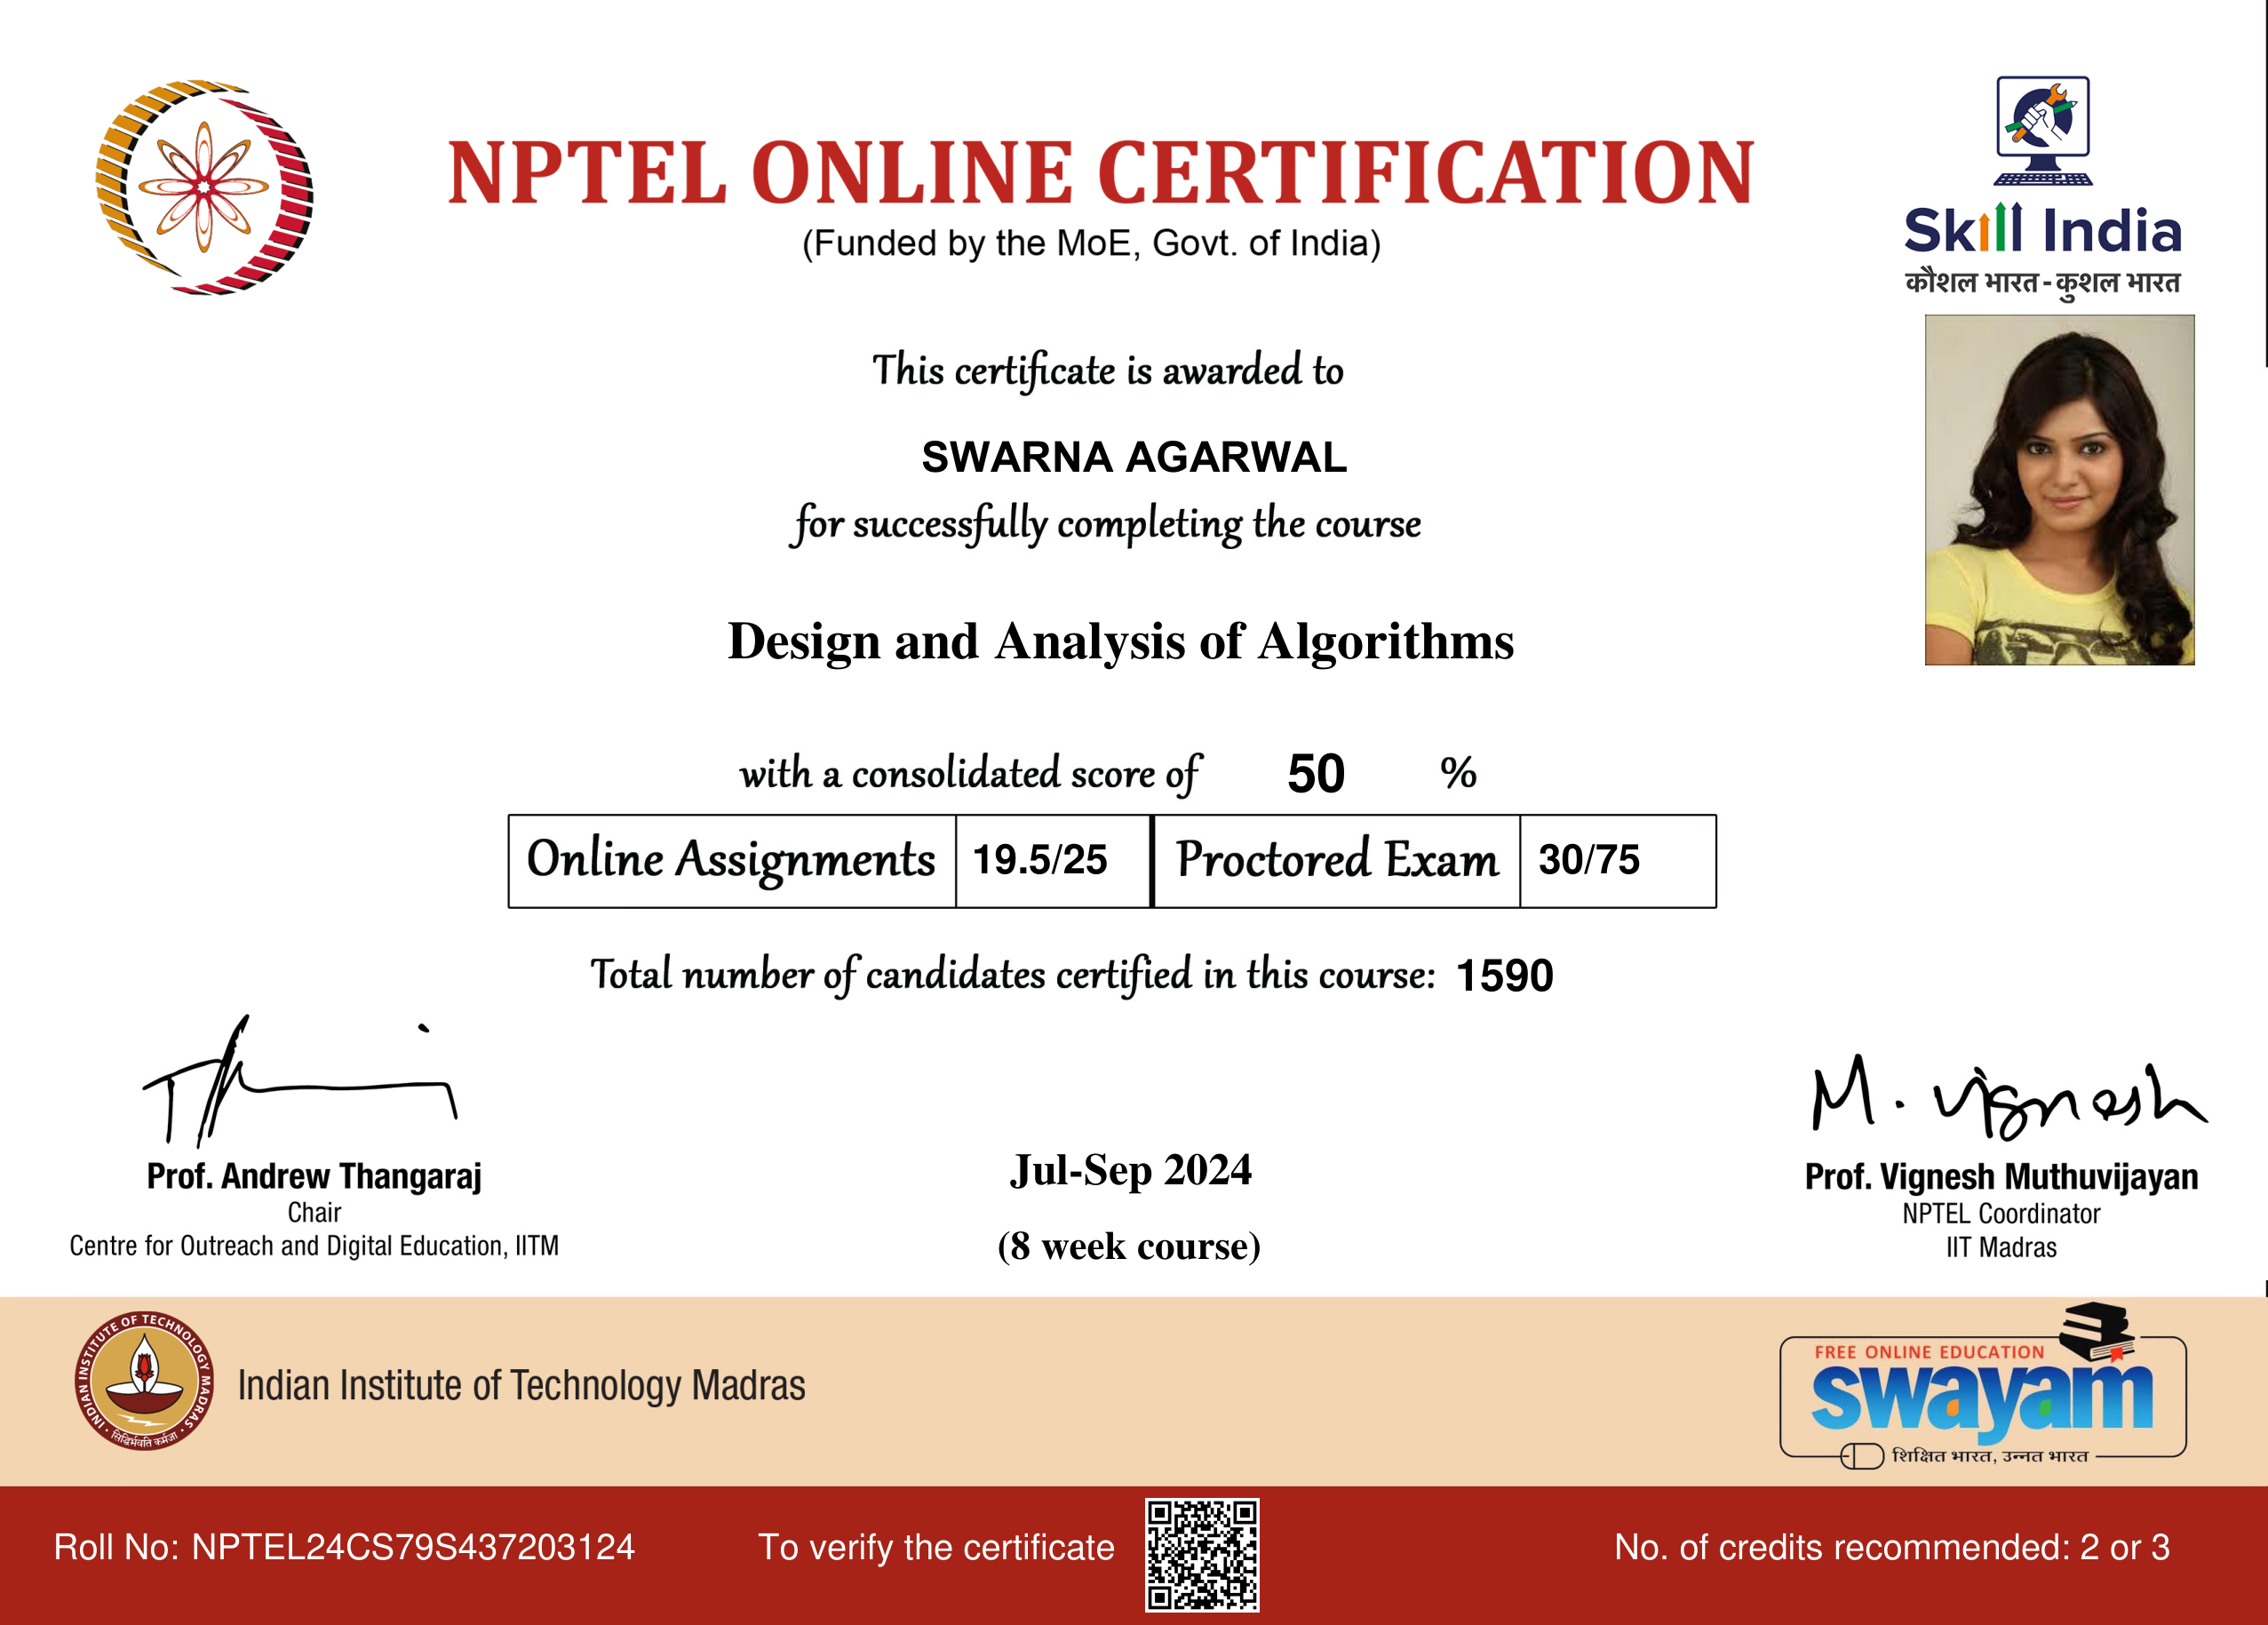 NPTEL ONLINE CERTIFICATION
(Funded by the MoE, Govt. of India)
Skill India
कौशल भारत - कुशल भारत
This certificate is awarded to
SWARNA AGARWAL
for successfully completing the course
Design and Analysis of Algorithms
with a consolidated score of 50 %
Online Assignments 19.5/25 Proctored Exam 30/75
Total number of candidates certified in this course: 1590
M. Vignesh
Prof. Andrew Thangaraj
Chair
Centre for Outreach and Digital Education, IITM
Jul-Sep 2024
(8 week course)
Prof. Vignesh Muthuvijayan
NPTEL Coordinator
IIT Madras
INDIAN INSTITUTE OF TECHNOLOGY MADRAS
सिद्धिर्भवति कर्मजा
Indian Institute of Technology Madras
FREE ONLINE EDUCATION
swayam
शिक्षित भारत, उन्नत भारत
Roll No: NPTEL24CS79S437203124
To verify the certificate
No. of credits recommended: 2 or 3